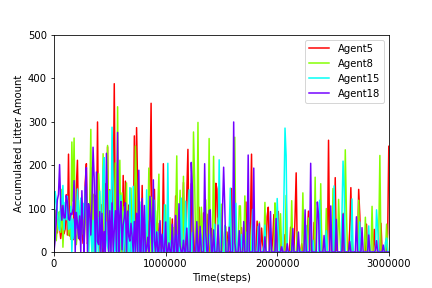 500
400
300
200
100
0
Accumulated Litter Amount
0
1000000
2000000
3000000
Time(steps)
Agent5
Agent8
Agent15
Agent18